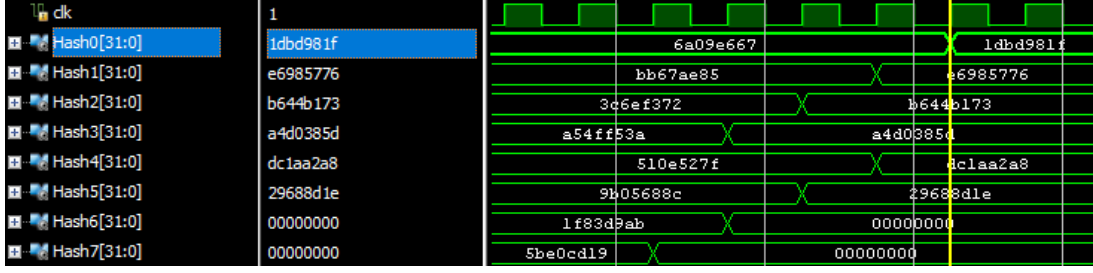 clk 1
Hash0[31:0] 1dbd981f 6a09e667 1dbd981f
Hash1[31:0] e6985776 bb67ae85 e6985776
Hash2[31:0] b644b173 3c6ef372 b644b173
Hash3[31:0] a4d0385d a54ff53a a4d0385d
Hash4[31:0] dc1aa2a8 510e527f dc1aa2a8
Hash5[31:0] 29688d1e 9b05688c 29688d1e
Hash6[31:0] 00000000 1f83d9ab 00000000
Hash7[31:0] 00000000 5be0cd19 00000000